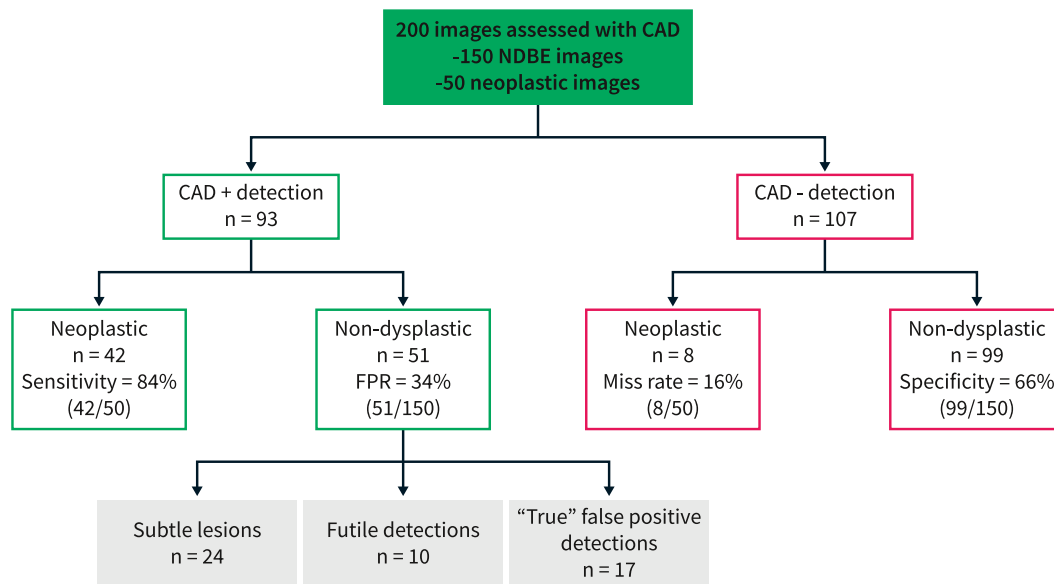 200 images assessed with CAD
-150 NDBE images
-50 neoplastic images
CAD + detection
n = 93
CAD - detection
n = 107
Neoplastic
n = 42
Sensitivity = 84%
(42/50)
Non-dysplastic
n = 51
FPR = 34%
(51/150)
Neoplastic
n = 8
Miss rate = 16%
(8/50)
Non-dysplastic
n = 99
Specificity = 66%
(99/150)
Subtle lesions
n = 24
Futile detections
n = 10
“True” false positive
detections
n = 17